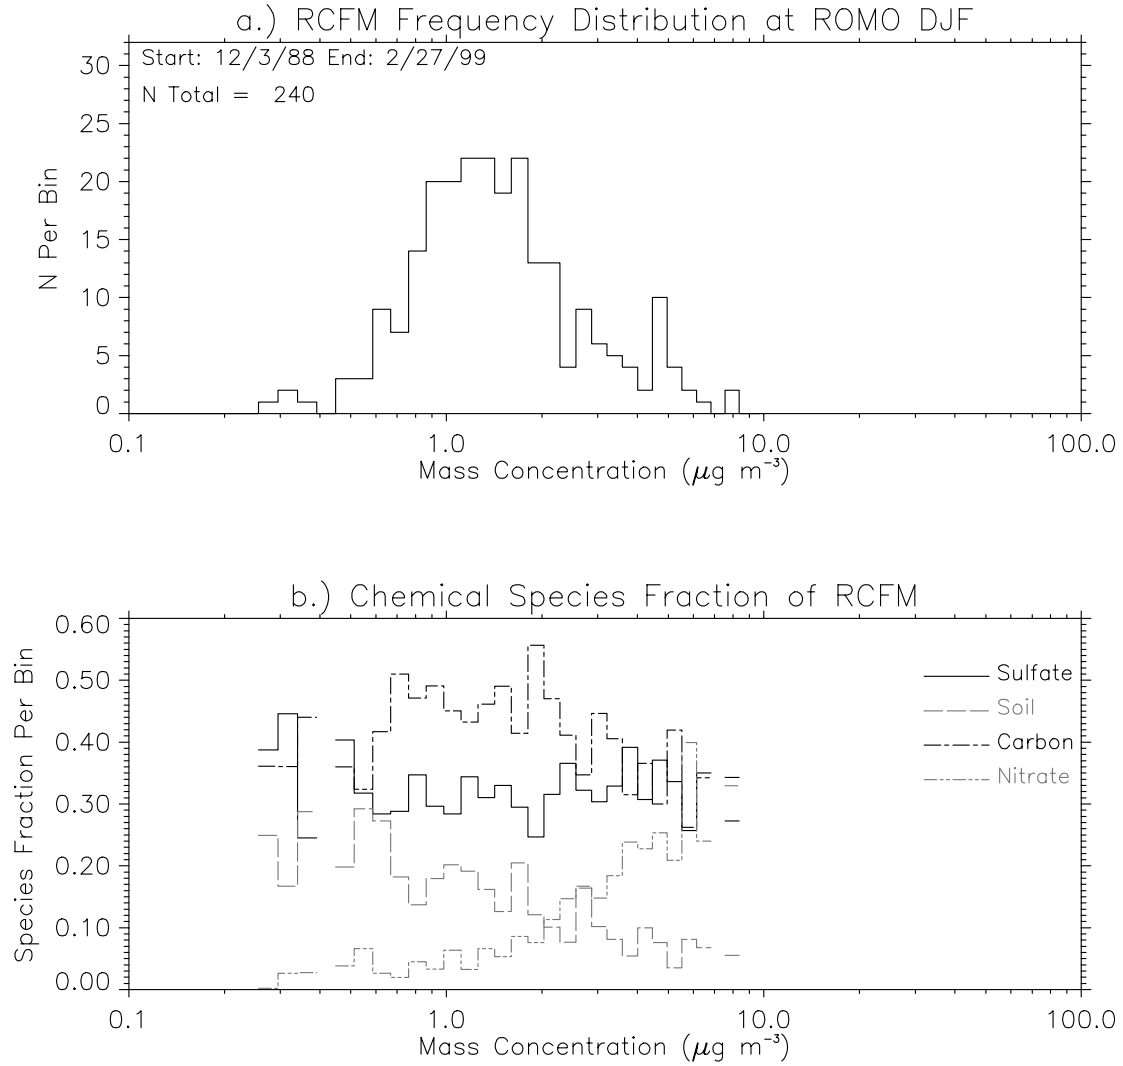 a.) RCFM Frequency Distribution at ROMO DJF
Start: 12/3/88 End: 2/27/99
N Total = 240
N Per Bin
30
25
20
15
10
5
0
0.1 1.0 10.0 100.0
Mass Concentration (μg m⁻³)
b.) Chemical Species Fraction of RCFM
Species Fraction Per Bin
0.60
0.50
0.40
0.30
0.20
0.10
0.00
Sulfate
Soil
Carbon
Nitrate
0.1 1.0 10.0 100.0
Mass Concentration (μg m⁻³)